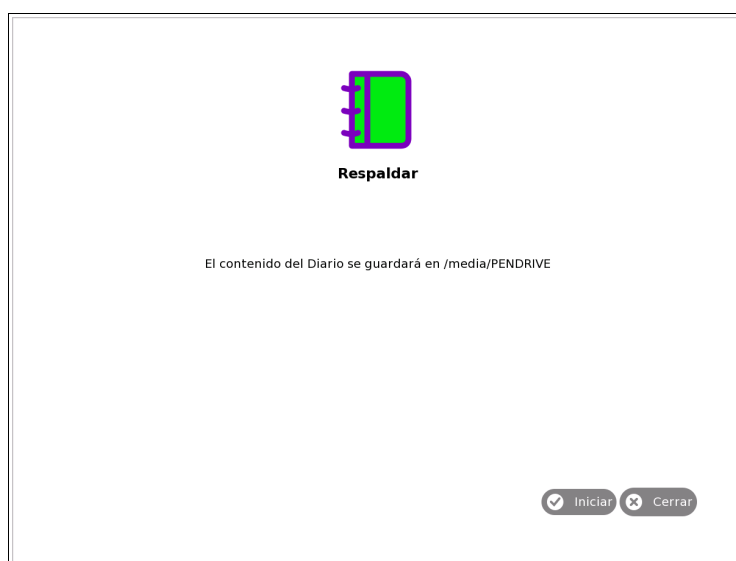 Respaldar
El contenido del Diario se guardará en /media/PENDRIVE
Iniciar Cerrar